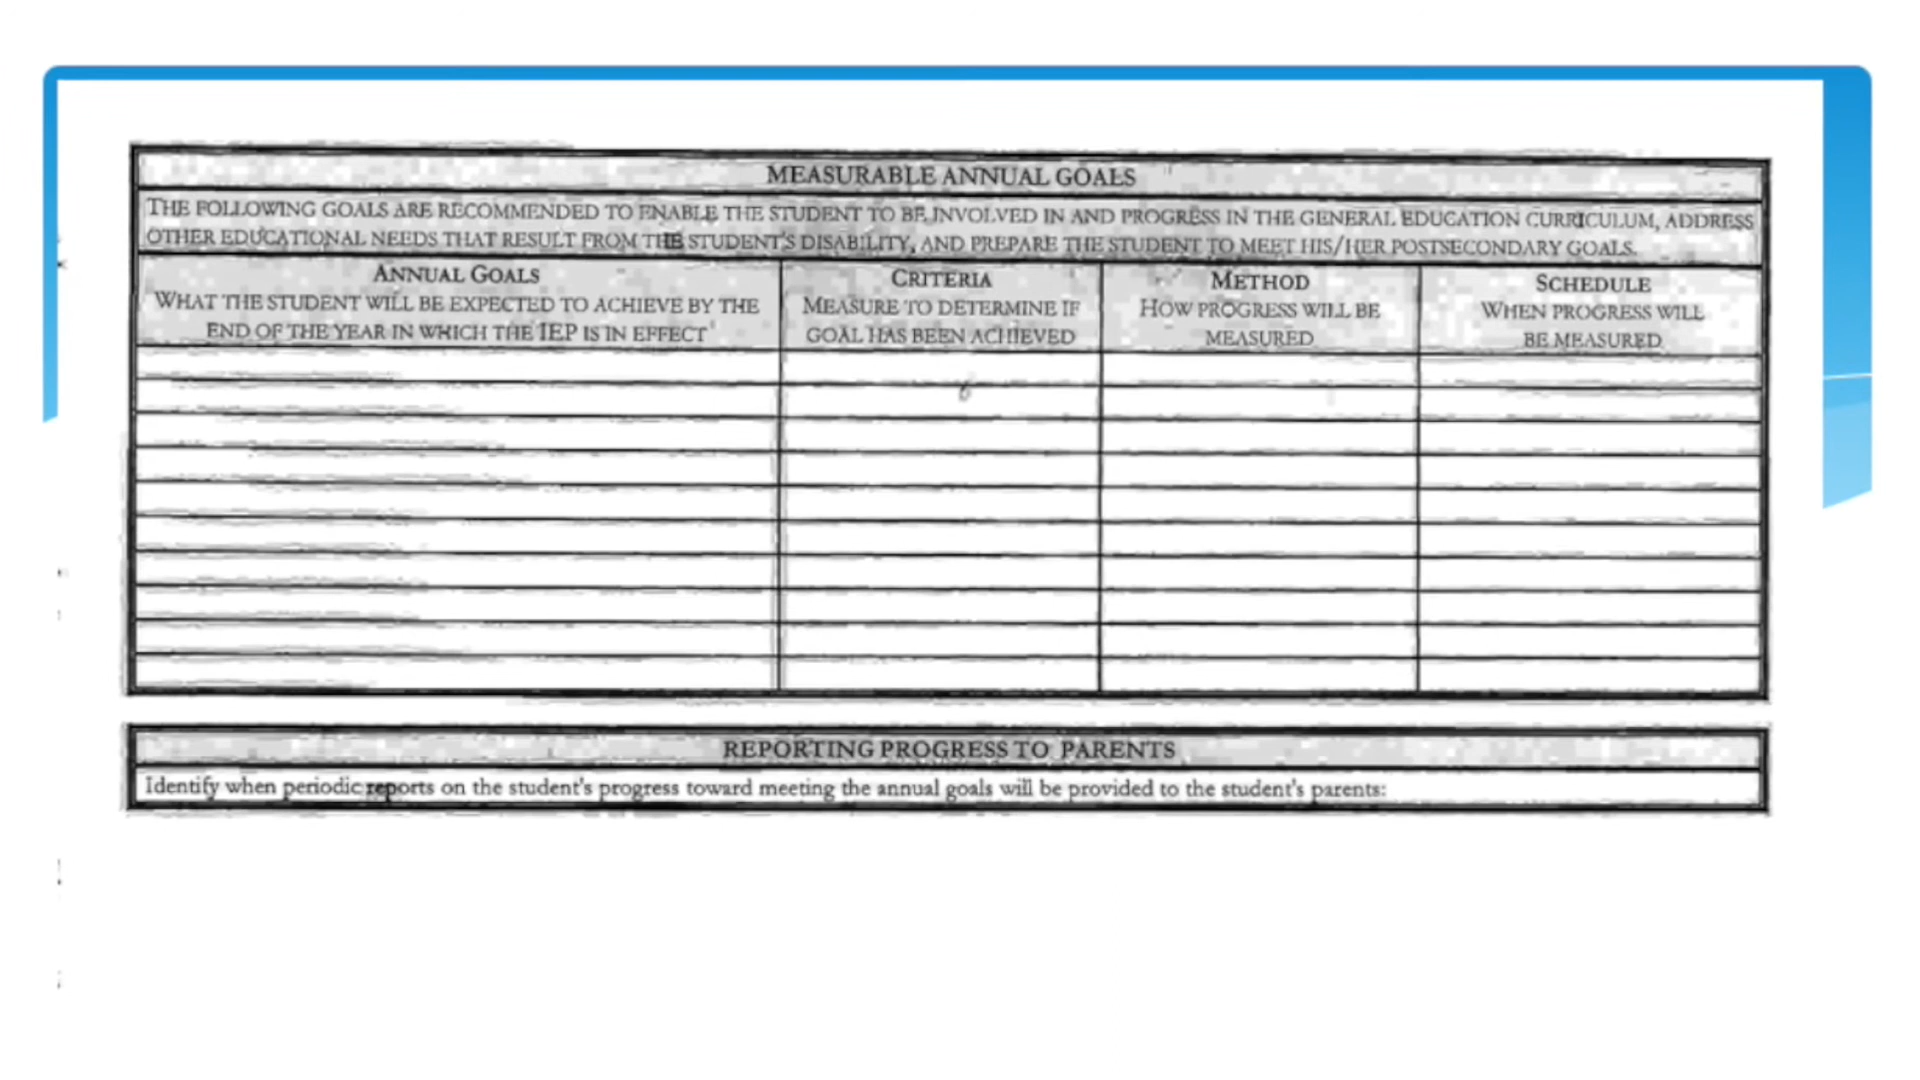 MEASURABLE ANNUAL GOALS
THE FOLLOWING GOALS ARE RECOMMENDED TO ENABLE THE STUDENT TO BE INVOLVED IN AND PROGRESS IN THE GENERAL EDUCATION CURRICULUM, ADDRESS
OTHER EDUCATIONAL NEEDS THAT RESULT FROM THE STUDENT'S DISABILITY, AND PREPARE THE STUDENT TO MEET HIS/HER POSTSECONDARY GOALS.
ANNUAL GOALS
WHAT THE STUDENT WILL BE EXPECTED TO ACHIEVE BY THE
END OF THE YEAR IN WHICH THE IEP IS IN EFFECT
CRITERIA
MEASURE TO DETERMINE IF
GOAL HAS BEEN ACHIEVED
METHOD
HOW PROGRESS WILL BE
MEASURED
SCHEDULE
WHEN PROGRESS WILL
BE MEASURED
REPORTING PROGRESS TO PARENTS
Identify when periodic reports on the student's progress toward meeting the annual goals will be provided to the student's parents: